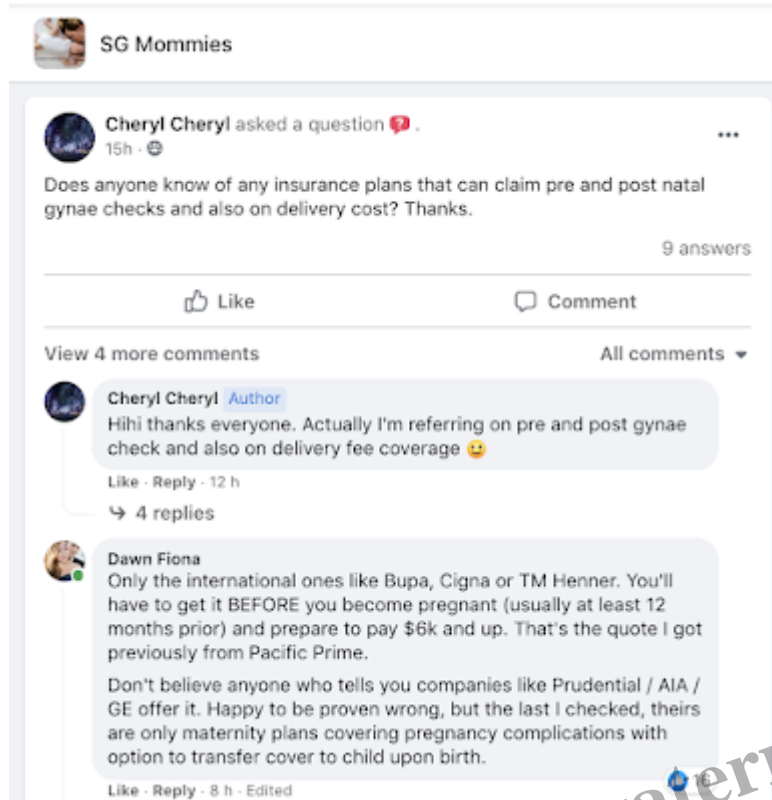 SG Mommies
Cheryl Cheryl asked a question .
15h ·
Does anyone know of any insurance plans that can claim pre and post natal
gynae checks and also on delivery cost? Thanks.
9 answers
Like
Comment
View 4 more comments
All comments
Cheryl Cheryl Author
Hihi thanks everyone. Actually I'm referring on pre and post gynae
check and also on delivery fee coverage
Like · Reply · 12 h
4 replies
Dawn Fiona
Only the international ones like Bupa, Cigna or TM Henner. You'll
have to get it BEFORE you become pregnant (usually at least 12
months prior) and prepare to pay $6k and up. That's the quote I got
previously from Pacific Prime.
Don't believe anyone who tells you companies like Prudential / AIA /
GE offer it. Happy to be proven wrong, but the last I checked, theirs
are only maternity plans covering pregnancy complications with
option to transfer cover to child upon birth.
Like · Reply · 8 h · Edited